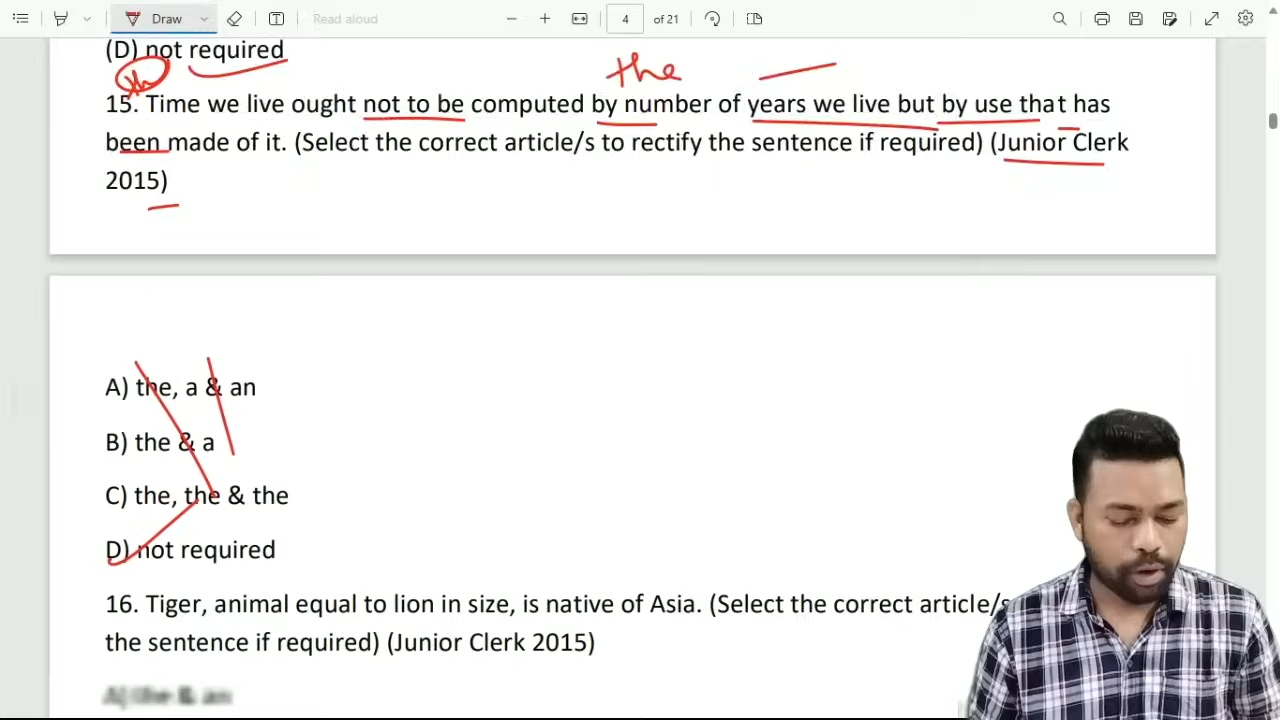 Draw
Read aloud
4
of 21
(D) not required
the
15. Time we live ought not to be computed by number of years we live but by use that has
been made of it. (Select the correct article/s to rectify the sentence if required) (Junior Clerk
2015)
A) the, a & an
B) the & a
C) the, the & the
D) not required
16. Tiger, animal equal to lion in size, is native of Asia. (Select the correct article/s
the sentence if required) (Junior Clerk 2015)
A) the & an